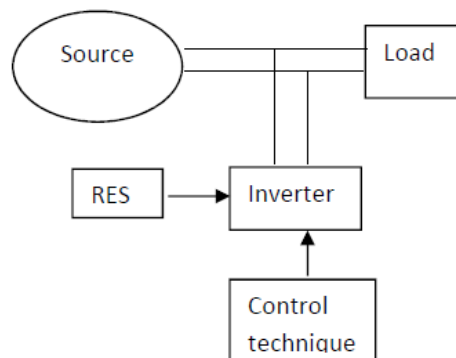 Source
Load
RES
Inverter
Control
technique